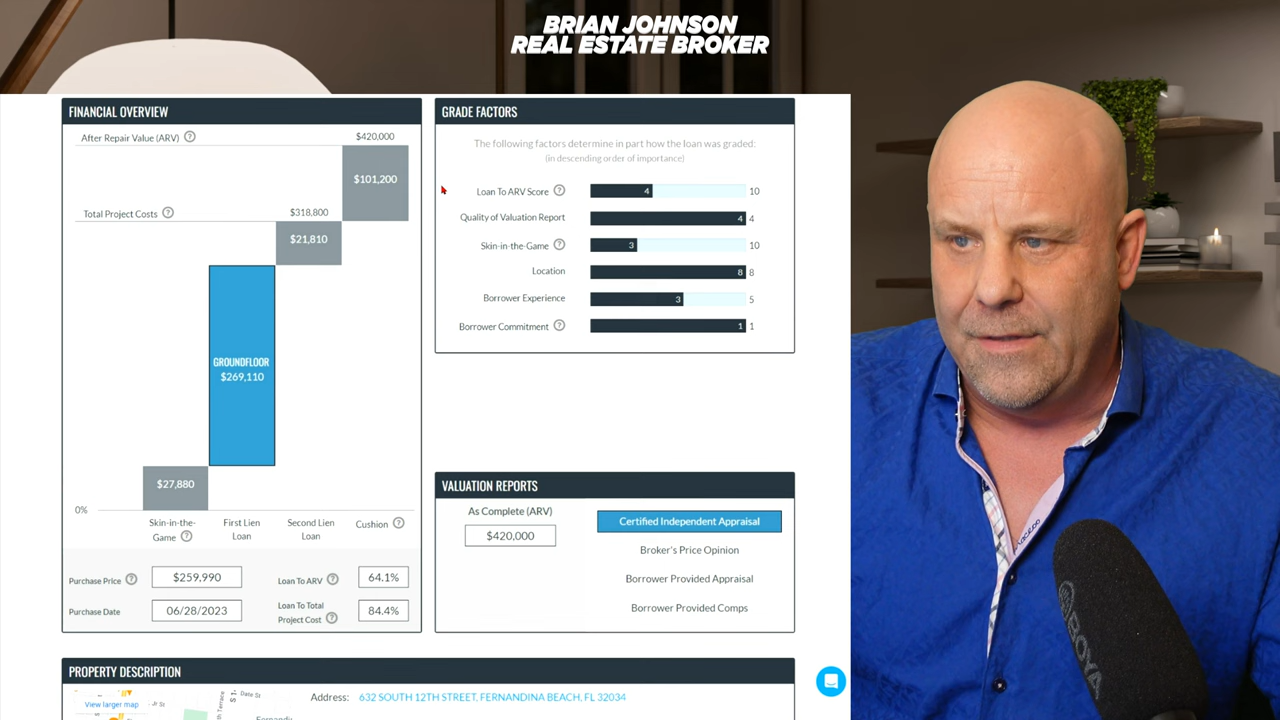 BRIAN JOHNSON
REAL ESTATE BROKER
FINANCIAL OVERVIEW
After Repair Value (ARV) ?
$420,000
$101,200
Total Project Costs ?
$318,800
$21,810
GROUNDFLOOR
$269,110
$27,880
0%
Skin-in-the-
Game ?
First Lien
Loan
Second Lien
Loan
Cushion ?
Purchase Price ?
$259,990
Loan To ARV ?
64.1%
Purchase Date
06/28/2023
Loan To Total
Project Cost ?
84.4%
GRADE FACTORS
The following factors determine in part how the loan was graded:
(in descending order of importance)
Loan To ARV Score ? 4 10
Quality of Valuation Report 4 4
Skin-in-the-Game ? 3 10
Location 8 8
Borrower Experience 3 5
Borrower Commitment ? 1 1
VALUATION REPORTS
As Complete (ARV)
$420,000
Certified Independent Appraisal
Broker's Price Opinion
Borrower Provided Appraisal
Borrower Provided Comps
PROPERTY DESCRIPTION
View larger map
Date St
Address: 632 SOUTH 12TH STREET, FERNANDINA BEACH, FL 32034
BOYA